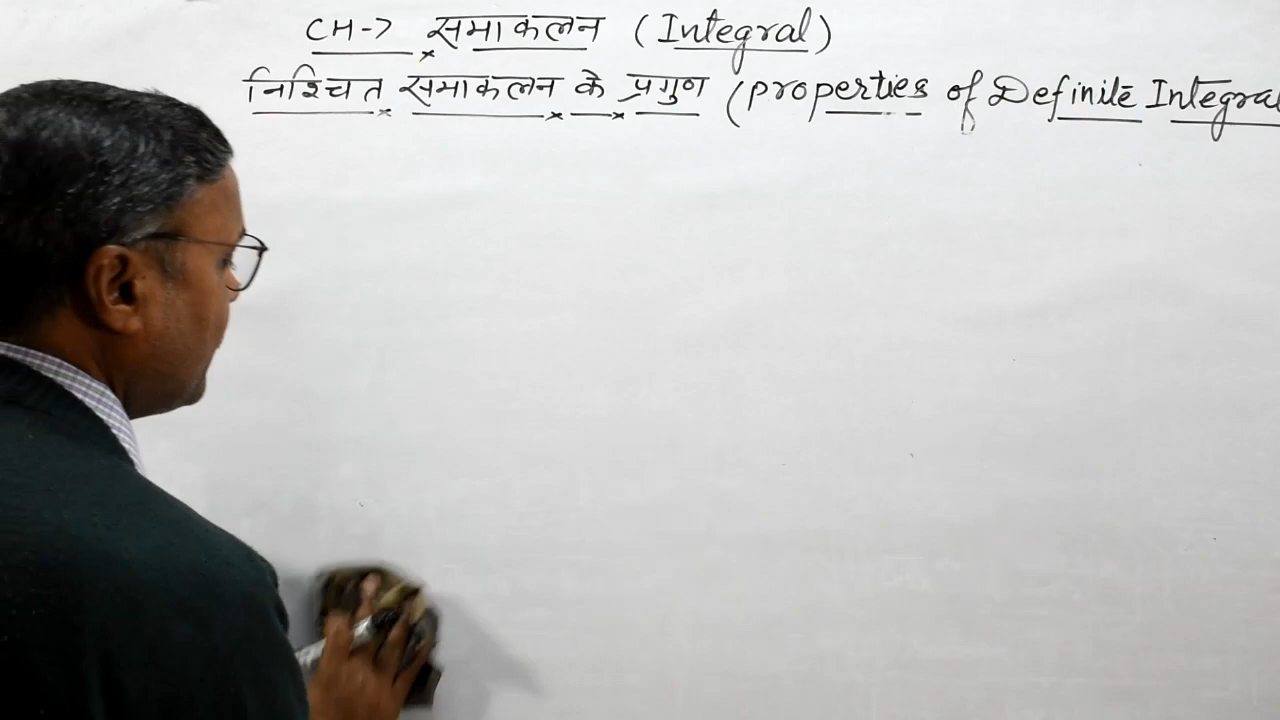 CH-7 समाकलन (Integral)
निश्चित समाकलन के प्रगुण (properties of Definite Integral